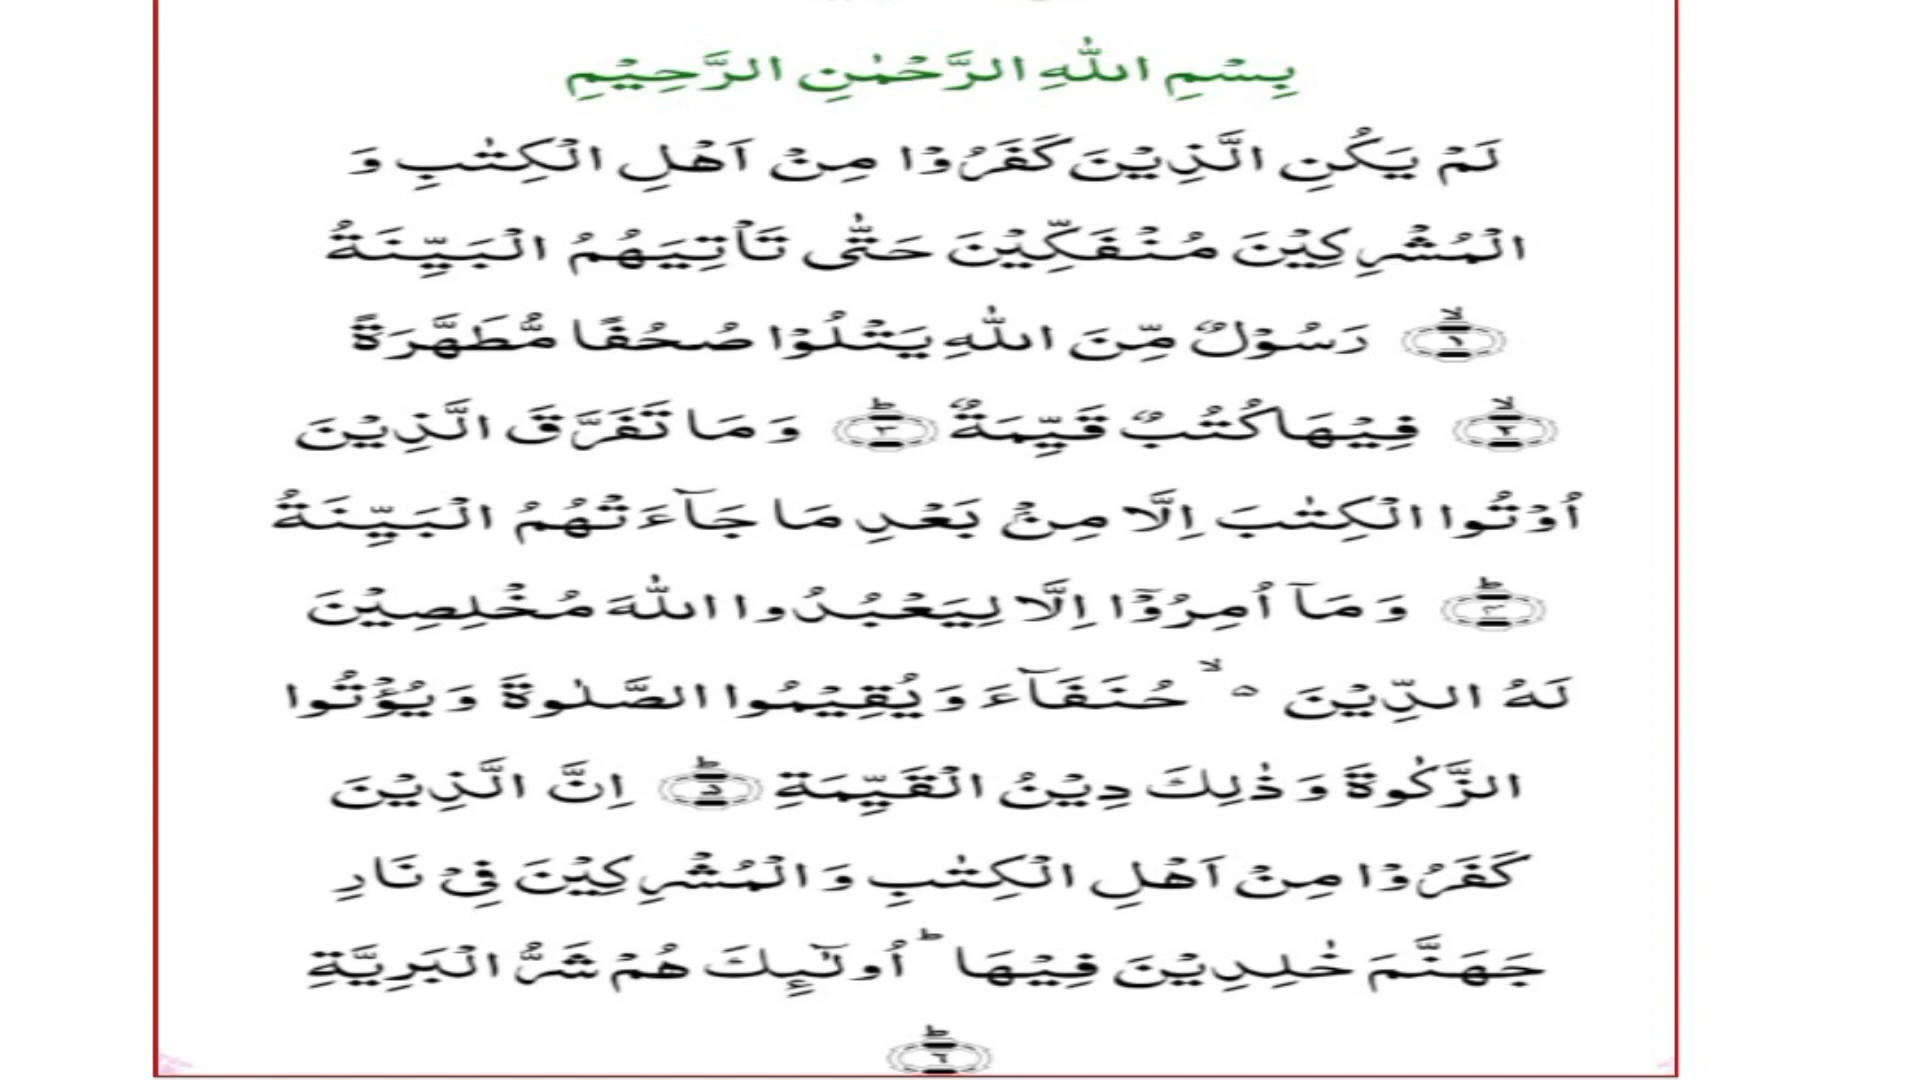 بِسْمِ اللّٰهِ الرَّحْمٰنِ الرَّحِيْمِ
لَمْ يَكُنِ الَّذِيْنَ كَفَرُوْا مِنْ اَهْلِ الْكِتٰبِ وَ
الْمُشْرِكِيْنَ مُنْفَكِّيْنَ حَتّٰى تَاْتِيَهُمُ الْبَيِّنَةُ
ۙ‏﴿۱﴾ رَسُوْلٌ مِّنَ اللّٰهِ يَتْلُوْا صُحُفًا مُّطَهَّرَةً
ۙ‏﴿۲﴾ فِيْهَا كُتُبٌ قَيِّمَةٌ ؕ‏﴿۳﴾ وَ مَا تَفَرَّقَ الَّذِيْنَ
اُوْتُوا الْكِتٰبَ اِلَّا مِنْۢ بَعْدِ مَا جَآءَتْهُمُ الْبَيِّنَةُ
ؕ‏﴿۴﴾ وَ مَاۤ اُمِرُوْۤا اِلَّا لِيَعْبُدُوا اللّٰهَ مُخْلِصِيْنَ
لَهُ الدِّيْنَ ۙ۬ حُنَفَآءَ وَ يُقِيْمُوا الصَّلٰوةَ وَ يُؤْتُوا
الزَّكٰوةَ وَ ذٰلِكَ دِيْنُ الْقَيِّمَةِ ؕ‏﴿۵﴾ اِنَّ الَّذِيْنَ
كَفَرُوْا مِنْ اَهْلِ الْكِتٰبِ وَ الْمُشْرِكِيْنَ فِيْ نَارِ
جَهَنَّمَ خٰلِدِيْنَ فِيْهَا ؕ اُولٰٓئِكَ هُمْ شَرُّ الْبَرِيَّةِ
ؕ‏﴿۶﴾